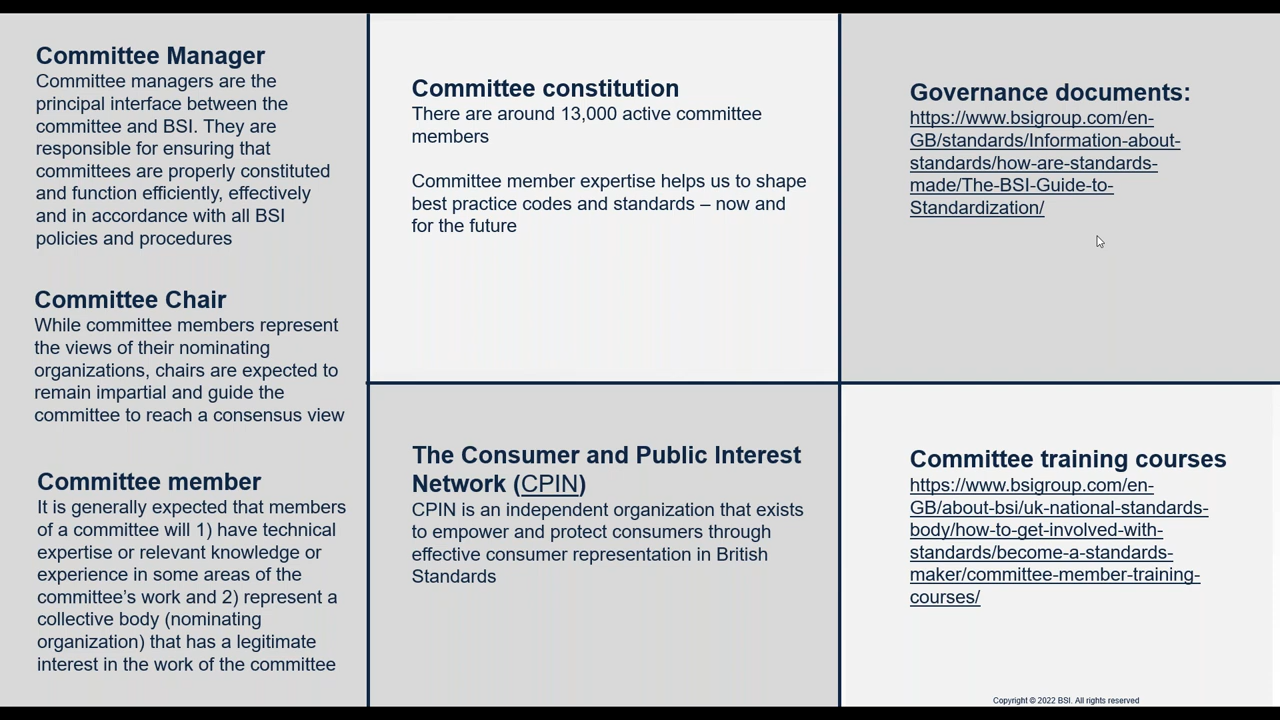 Committee Manager
Committee managers are the
principal interface between the
committee and BSI. They are
responsible for ensuring that
committees are properly constituted
and function efficiently, effectively
and in accordance with all BSI
policies and procedures
Committee Chair
While committee members represent
the views of their nominating
organizations, chairs are expected to
remain impartial and guide the
committee to reach a consensus view
Committee member
It is generally expected that members
of a committee will 1) have technical
expertise or relevant knowledge or
experience in some areas of the
committee’s work and 2) represent a
collective body (nominating
organization) that has a legitimate
interest in the work of the committee
Committee constitution
There are around 13,000 active committee
members
Committee member expertise helps us to shape
best practice codes and standards – now and
for the future
The Consumer and Public Interest
Network (CPIN)
CPIN is an independent organization that exists
to empower and protect consumers through
effective consumer representation in British
Standards
Governance documents:
https://www.bsigroup.com/en-
GB/standards/Information-about-
standards/how-are-standards-
made/The-BSI-Guide-to-
Standardization/
Committee training courses
https://www.bsigroup.com/en-
GB/about-bsi/uk-national-standards-
body/how-to-get-involved-with-
standards/become-a-standards-
maker/committee-member-training-
courses/
Copyright © 2022 BSI. All rights reserved